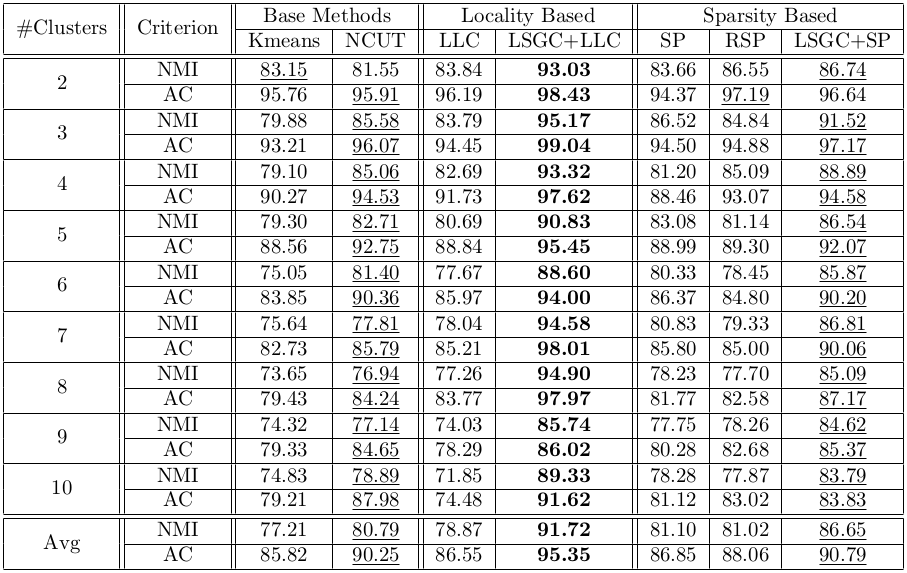 #Clusters Criterion Base Methods Locality Based Sparsity Based
Kmeans NCUT LLC LSGC+LLC SP RSP LSGC+SP
2 NMI 83.15 81.55 83.84 93.03 83.66 86.55 86.74
AC 95.76 95.91 96.19 98.43 94.37 97.19 96.64
3 NMI 79.88 85.58 83.79 95.17 86.52 84.84 91.52
AC 93.21 96.07 94.45 99.04 94.50 94.88 97.17
4 NMI 79.10 85.06 82.69 93.32 81.20 85.09 88.89
AC 90.27 94.53 91.73 97.62 88.46 93.07 94.58
5 NMI 79.30 82.71 80.69 90.83 83.08 81.14 86.54
AC 88.56 92.75 88.84 95.45 88.99 89.30 92.07
6 NMI 75.05 81.40 77.67 88.60 80.33 78.45 85.87
AC 83.85 90.36 85.97 94.00 86.37 84.80 90.20
7 NMI 75.64 77.81 78.04 94.58 80.83 79.33 86.81
AC 82.73 85.79 85.21 98.01 85.80 85.00 90.06
8 NMI 73.65 76.94 77.26 94.90 78.23 77.70 85.09
AC 79.43 84.24 83.77 97.97 81.77 82.58 87.17
9 NMI 74.32 77.14 74.03 85.74 77.75 78.26 84.62
AC 79.33 84.65 78.29 86.02 80.28 82.68 85.37
10 NMI 74.83 78.89 71.85 89.33 78.28 77.87 83.79
AC 79.21 87.98 74.48 91.62 81.12 83.02 83.83
Avg NMI 77.21 80.79 78.87 91.72 81.10 81.02 86.65
AC 85.82 90.25 86.55 95.35 86.85 88.06 90.79